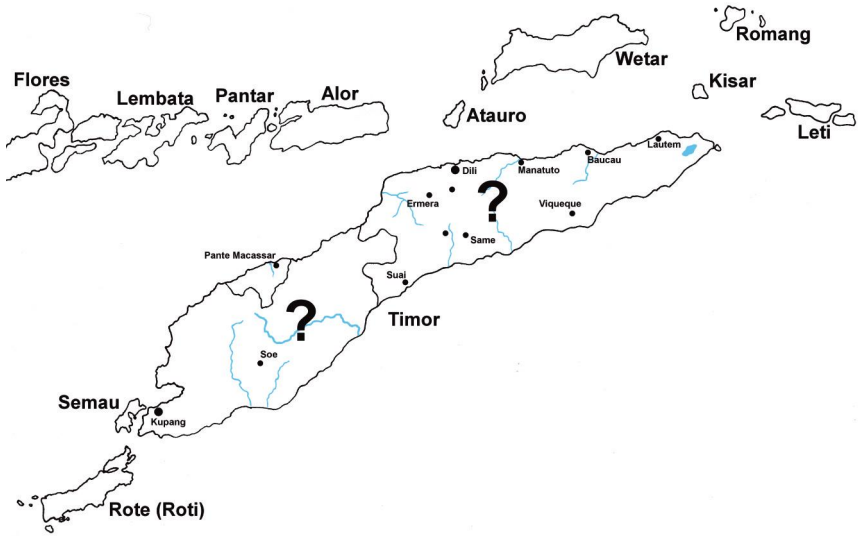 Romang
Wetar
Flores
Kisar
Lembata
Pantar
Alor
Atauro
Leti
Lautem
Baucau
Dili
Manatuto
?
Ermera
Viqueque
Same
Pante Macassar
Suai
?
Timor
Soe
Semau
Kupang
Rote (Roti)